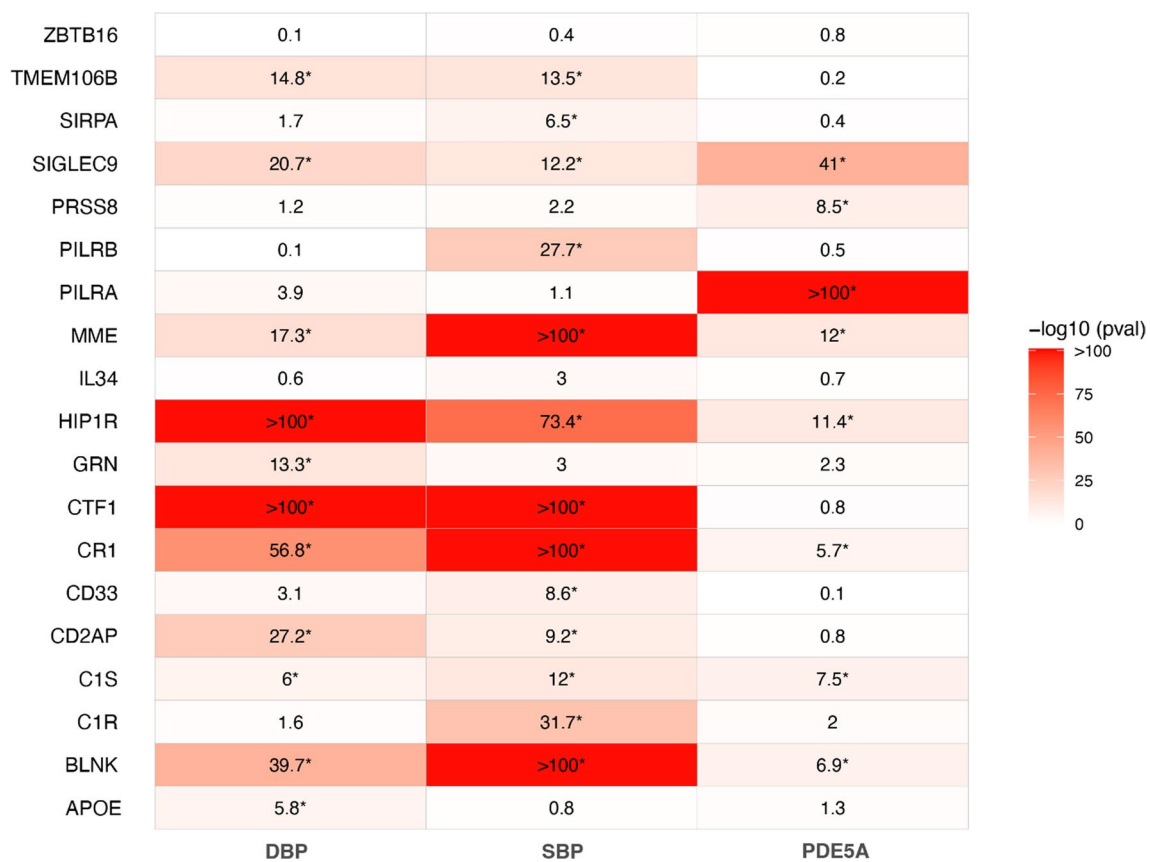 ZBTB16 0.1 0.4 0.8
TMEM106B 14.8* 13.5* 0.2
SIRPA 1.7 6.5* 0.4
SIGLEC9 20.7* 12.2* 41*
PRSS8 1.2 2.2 8.5*
PILRB 0.1 27.7* 0.5
PILRA 3.9 1.1 >100*
MME 17.3* >100* 12*
IL34 0.6 3 0.7
HIP1R >100* 73.4* 11.4*
GRN 13.3* 3 2.3
CTF1 >100* >100* 0.8
CR1 56.8* >100* 5.7*
CD33 3.1 8.6* 0.1
CD2AP 27.2* 9.2* 0.8
C1S 6* 12* 7.5*
C1R 1.6 31.7* 2
BLNK 39.7* >100* 6.9*
APOE 5.8* 0.8 1.3
DBP SBP PDE5A
−log10 (pval)
>100
75
50
25
0